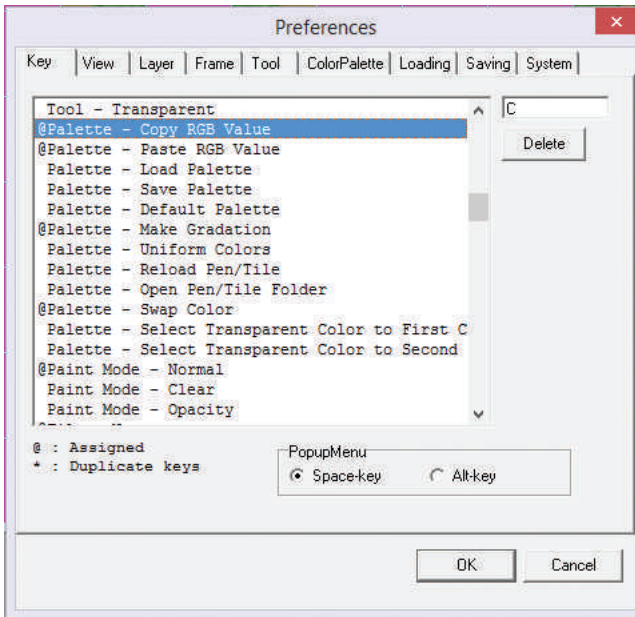 Preferences
Key View Layer Frame Tool ColorPalette Loading Saving System
Tool - Transparent
@Palette - Copy RGB Value
@Palette - Paste RGB Value
Palette - Load Palette
Palette - Save Palette
Palette - Default Palette
@Palette - Make Gradation
Palette - Uniform Colors
Palette - Reload Pen/Tile
Palette - Open Pen/Tile Folder
@Palette - Swap Color
Palette - Select Transparent Color to First C
Palette - Select Transparent Color to Second
@Paint Mode - Normal
Paint Mode - Clear
Paint Mode - Opacity
C
Delete
@ : Assigned
* : Duplicate keys
PopupMenu
Space-key Alt-key
OK Cancel